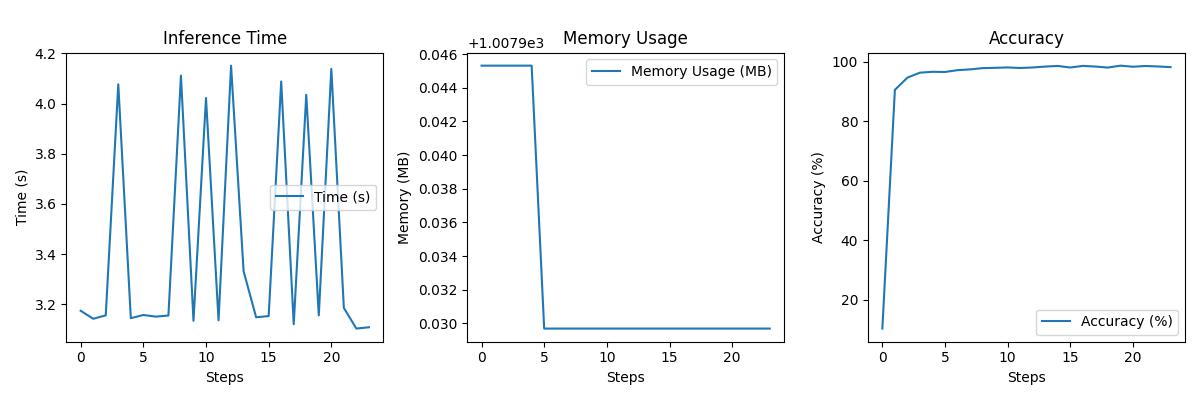 Inference Time
4.2
4.0
3.8
3.6
3.4
3.2
Time (s)
Time (s)
0 5 10 15 20
Steps
+1.0079e3
Memory Usage
0.046
0.044
0.042
0.040
0.038
0.036
0.034
0.032
0.030
Memory (MB)
Memory Usage (MB)
0 5 10 15 20
Steps
Accuracy
100
80
60
40
20
Accuracy (%)
Accuracy (%)
0 5 10 15 20
Steps